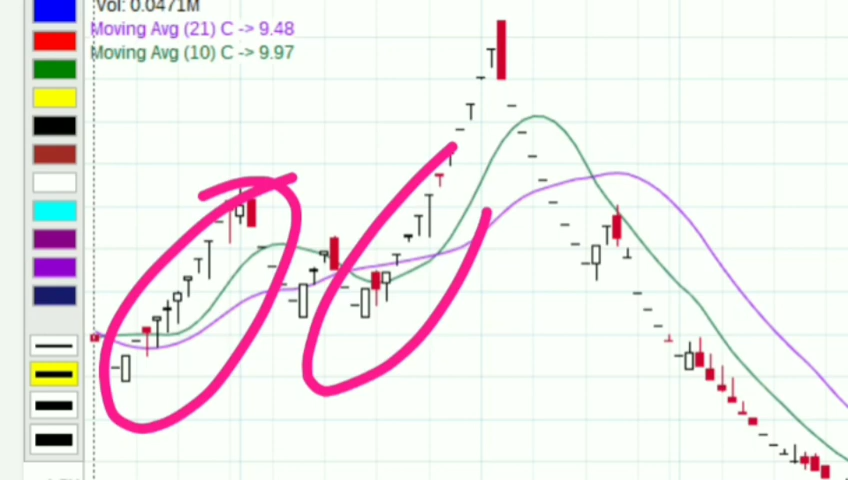 Vol: 0.0471M
Moving Avg (21) C -> 9.48
Moving Avg (10) C -> 9.97